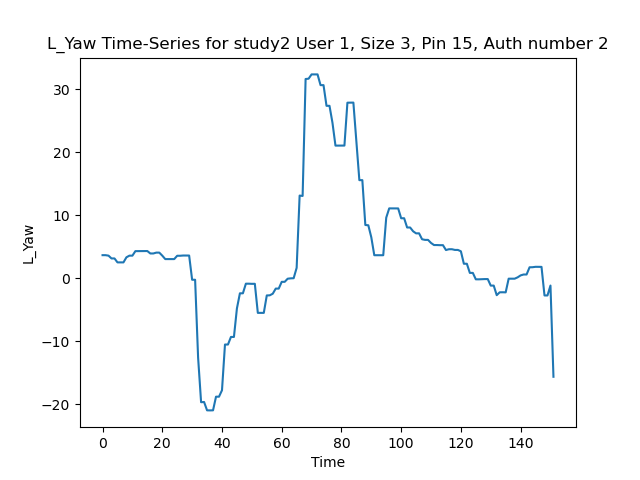 L_Yaw Time-Series for study2 User 1, Size 3, Pin 15, Auth number 2
30
20
10
0
−10
−20
L_Yaw
0 20 40 60 80 100 120 140
Time